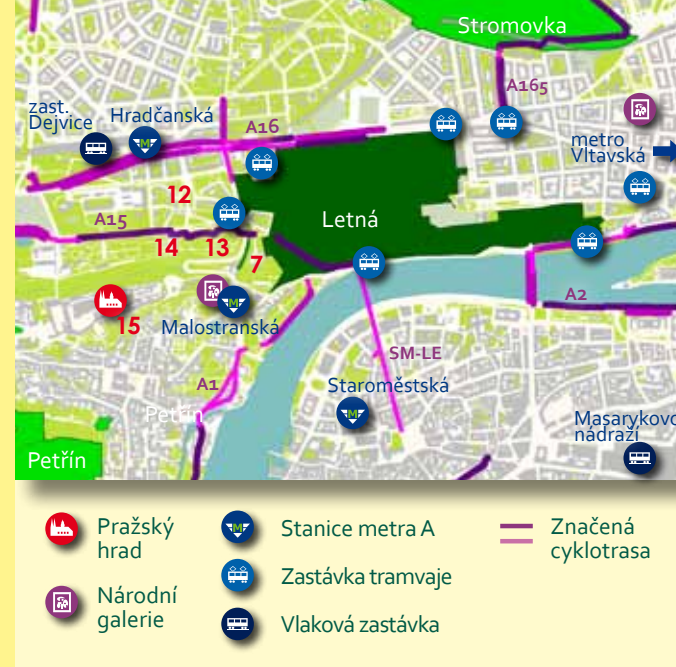 Stromovka
A165
zast.
Dejvice
Hradčanská
A16
metro
Vltavská
12
A15
Letná
14
13
7
15
Malostranská
A2
SM-LE
A1
Staroměstská
Petřín
Masarykovo
nádraží
Petřín
Pražský
hrad
Stanice metra A
Značená
cyklotrasa
Zastávka tramvaje
Národní
galerie
Vlaková zastávka